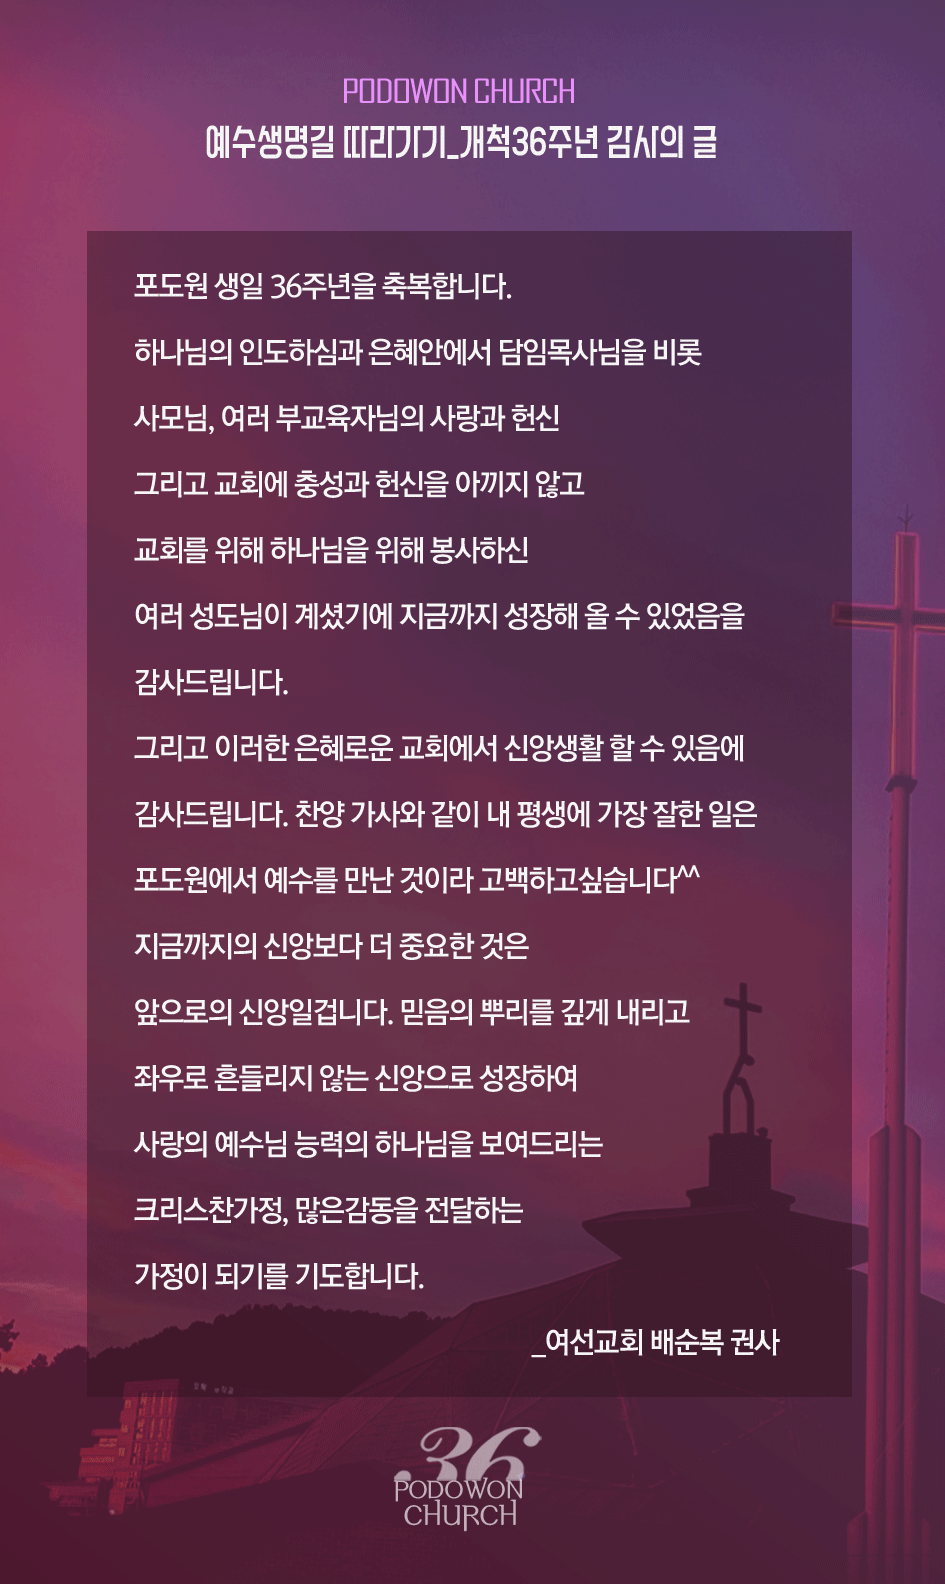 PODOWON CHURCH
예수생명길 따라가기_개척36주년 감사의 글
포도원 생일 36주년을 축복합니다.
하나님의 인도하심과 은혜안에서 담임목사님을 비롯
사모님, 여러 부교육자님의 사랑과 헌신
그리고 교회에 충성과 헌신을 아끼지 않고
교회를 위해 하나님을 위해 봉사하신
여러 성도님이 계셨기에 지금까지 성장해 올 수 있었음을
감사드립니다.
그리고 이러한 은혜로운 교회에서 신앙생활 할 수 있음에
감사드립니다. 찬양 가사와 같이 내 평생에 가장 잘한 일은
포도원에서 예수를 만난 것이라 고백하고싶습니다^^
지금까지의 신앙보다 더 중요한 것은
앞으로의 신앙일겁니다. 믿음의 뿌리를 깊게 내리고
좌우로 흔들리지 않는 신앙으로 성장하여
사랑의 예수님 능력의 하나님을 보여드리는
크리스찬가정, 많은감동을 전달하는
가정이 되기를 기도합니다.
_여선교회 배순복 권사
36
PODOWON
CHURCH